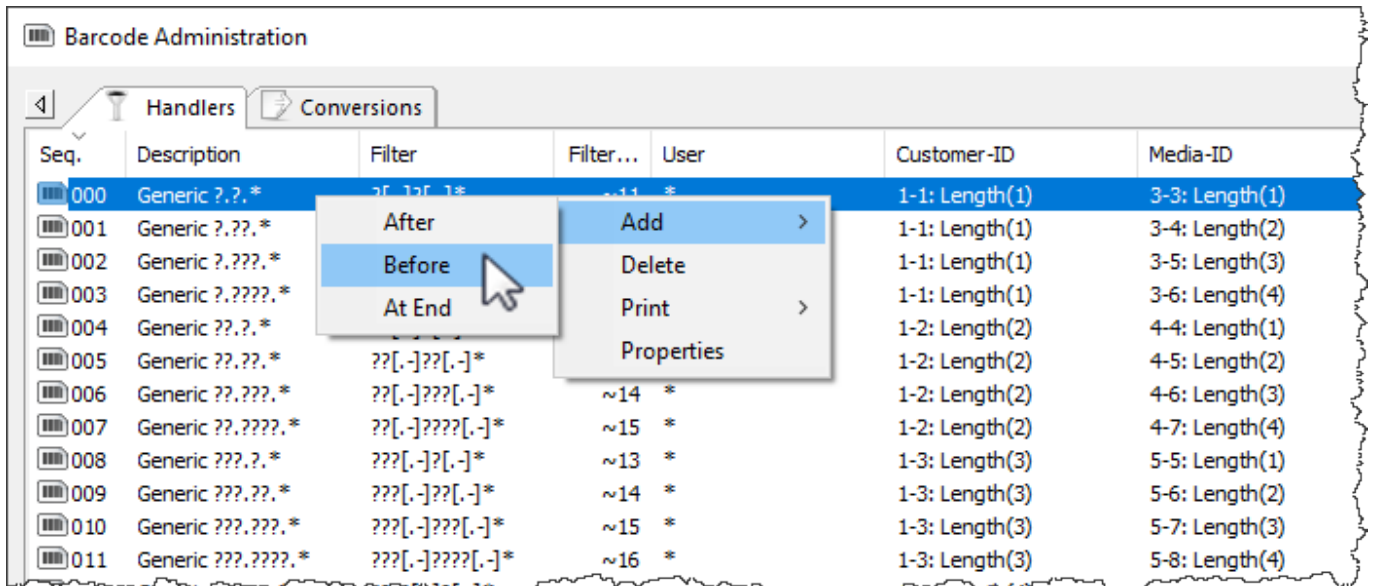 Barcode Administration
Handlers Conversions
Seq. Description Filter Filter... User Customer-ID Media-ID
000 Generic ?.?.* ?[.-]?[.-]* ~11 * 1-1: Length(1) 3-3: Length(1)
001 Generic ?.??.* After Add > 1-1: Length(1) 3-4: Length(2)
002 Generic ?.???.* Before Delete 1-1: Length(1) 3-5: Length(3)
003 Generic ?.????.* At End Print > 1-1: Length(1) 3-6: Length(4)
004 Generic ??.?.* 1-2: Length(2) 4-4: Length(1)
005 Generic ??.??.* ??[.-]??[.-]* Properties 1-2: Length(2) 4-5: Length(2)
006 Generic ??.???.* ??[.-]???[.-]* ~14 * 1-2: Length(2) 4-6: Length(3)
007 Generic ??.????.* ??[.-]????[.-]* ~15 * 1-2: Length(2) 4-7: Length(4)
008 Generic ???.?.* ???[.-]?[.-]* ~13 * 1-3: Length(3) 5-5: Length(1)
009 Generic ???.??.* ???[.-]??[.-]* ~14 * 1-3: Length(3) 5-6: Length(2)
010 Generic ???.???.* ???[.-]???[.-]* ~15 * 1-3: Length(3) 5-7: Length(3)
011 Generic ???.????.* ???[.-]????[.-]* ~16 * 1-3: Length(3) 5-8: Length(4)